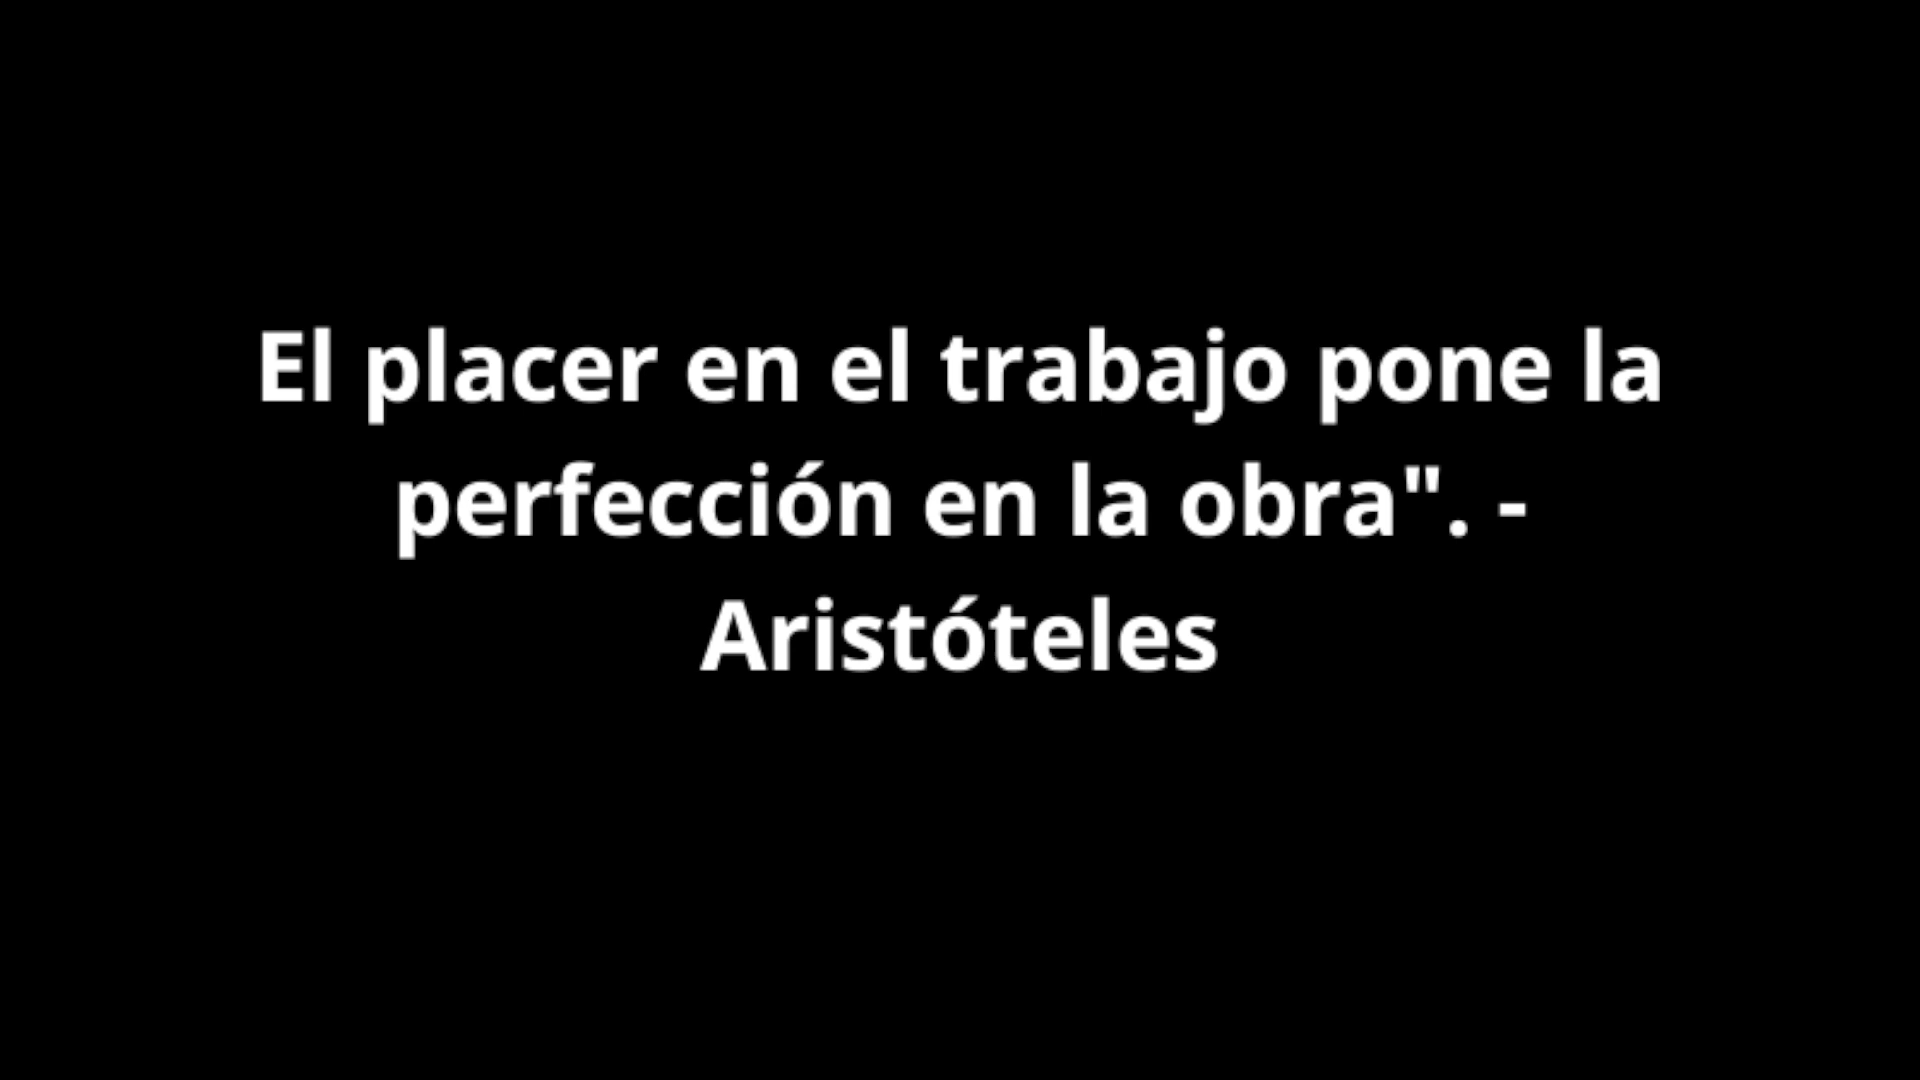 El placer en el trabajo pone la
perfección en la obra". -
Aristóteles